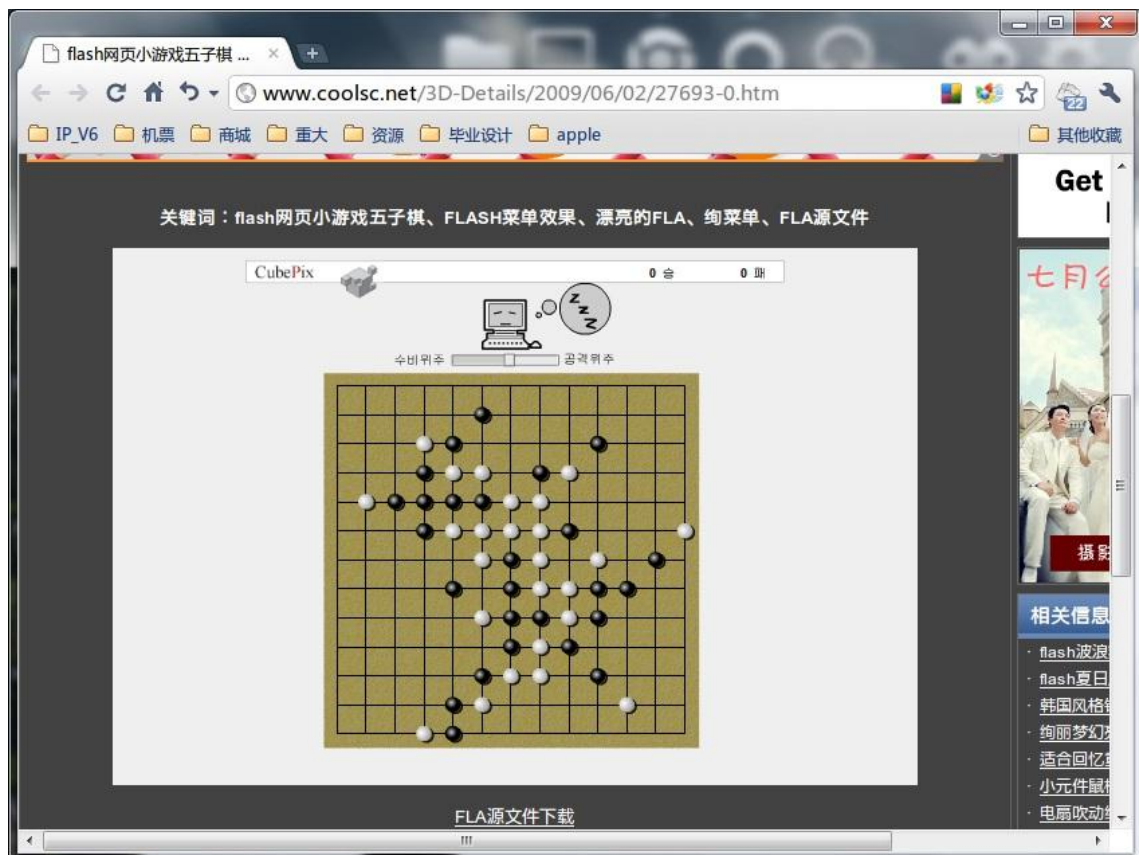 flash网页小游戏五子棋 ...
www.coolsc.net/3D-Details/2009/06/02/27693-0.htm
22
IP_V6 机票 商城 重大 资源 毕业设计 apple 其他收藏
Get
关键词：flash网页小游戏五子棋、FLASH菜单效果、漂亮的FLA、绚菜单、FLA源文件
CubePix 0 승 0 패
七月
z z z
수비위주 공격위주
摄影
相关信息
· flash波浪
· flash夏日
· 韩国风格
· 绚丽梦幻
· 适合回忆
· 小元件鼠
· 电扇吹动
FLA源文件下载